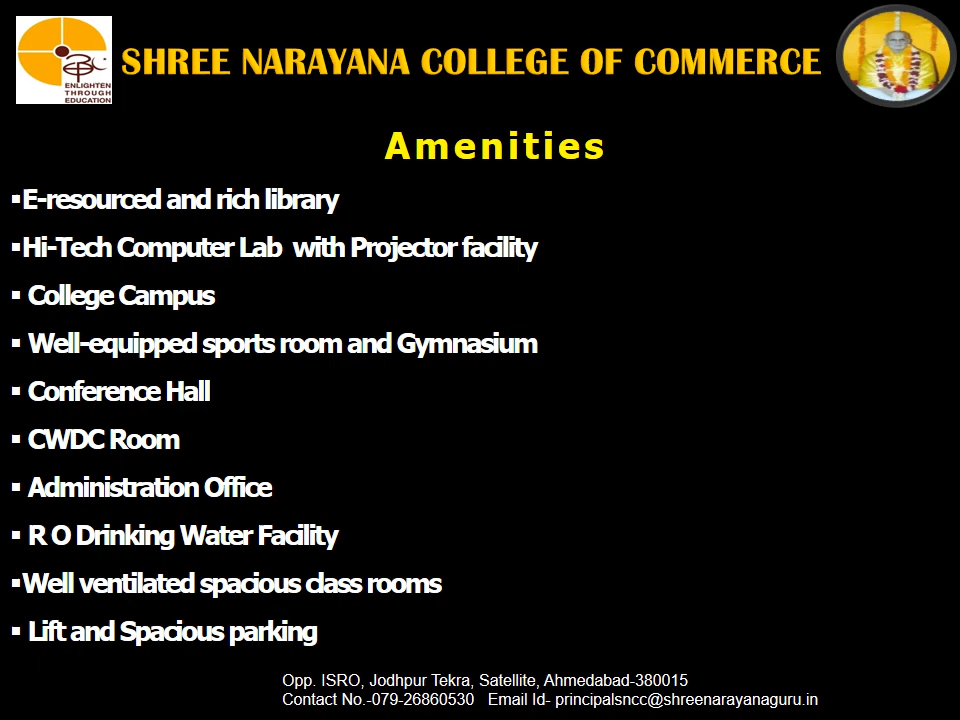 ENLIGHTEN
THROUGH
EDUCATION
SHREE NARAYANA COLLEGE OF COMMERCE
Amenities
▪E-resourced and rich library
▪Hi-Tech Computer Lab  with Projector facility
▪ College Campus
▪ Well-equipped sports room and Gymnasium
▪ Conference Hall
▪ CWDC Room
▪ Administration Office
▪ R O Drinking Water Facility
▪Well ventilated spacious class rooms
▪ Lift and Spacious parking
Opp. ISRO, Jodhpur Tekra, Satellite, Ahmedabad-380015
Contact No.-079-26860530   Email Id- principalsncc@shreenarayanaguru.in